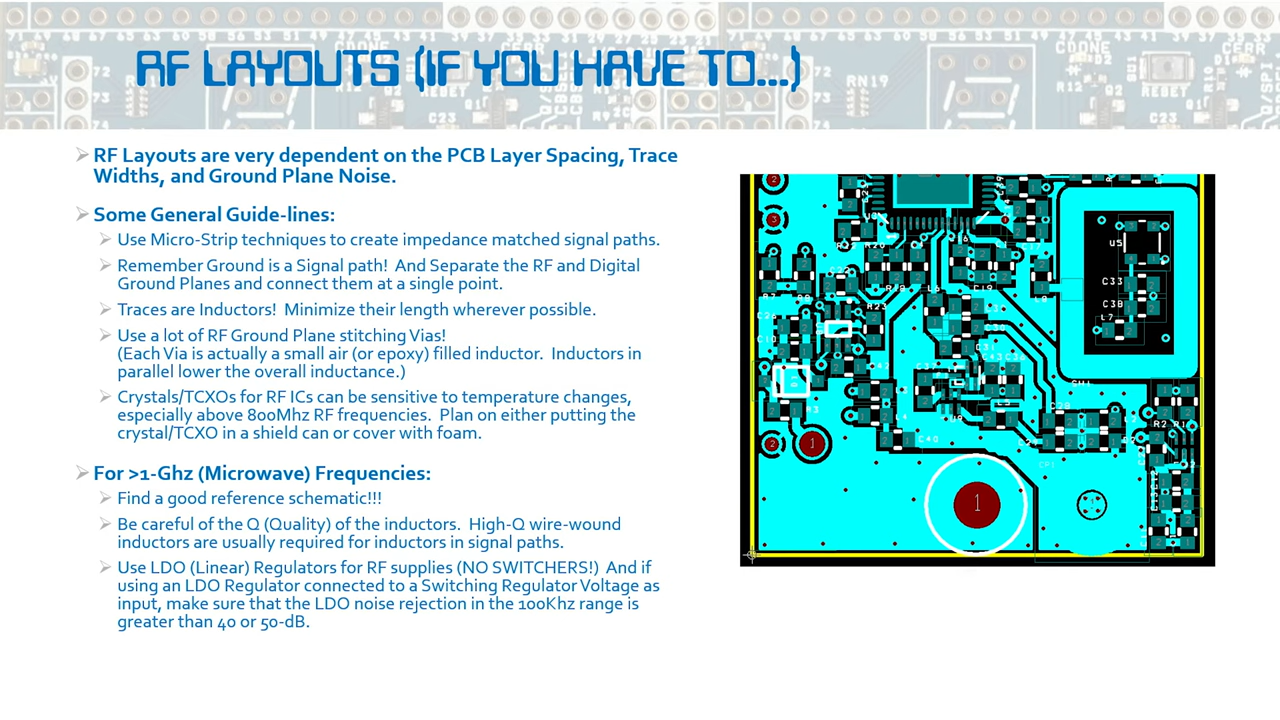 RF LAYOUTS (IF YOU HAVE TO...)
RF Layouts are very dependent on the PCB Layer Spacing, Trace
Widths, and Ground Plane Noise.
Some General Guide-lines:
Use Micro-Strip techniques to create impedance matched signal paths.
Remember Ground is a Signal path!  And Separate the RF and Digital
Ground Planes and connect them at a single point.
Traces are Inductors!  Minimize their length wherever possible.
Use a lot of RF Ground Plane stitching Vias!
(Each Via is actually a small air (or epoxy) filled inductor.  Inductors in
parallel lower the overall inductance.)
Crystals/TCXOs for RF ICs can be sensitive to temperature changes,
especially above 800Mhz RF frequencies.  Plan on either putting the
crystal/TCXO in a shield can or cover with foam.
For >1-Ghz (Microwave) Frequencies:
Find a good reference schematic!!!
Be careful of the Q (Quality) of the inductors.  High-Q wire-wound
inductors are usually required for inductors in signal paths.
Use LDO (Linear) Regulators for RF supplies (NO SWITCHERS!)  And if
using an LDO Regulator connected to a Switching Regulator Voltage as
input, make sure that the LDO noise rejection in the 100Khz range is
greater than 40 or 50-dB.
U5
C33
C38
L7
C40
CP1
R2
1
1